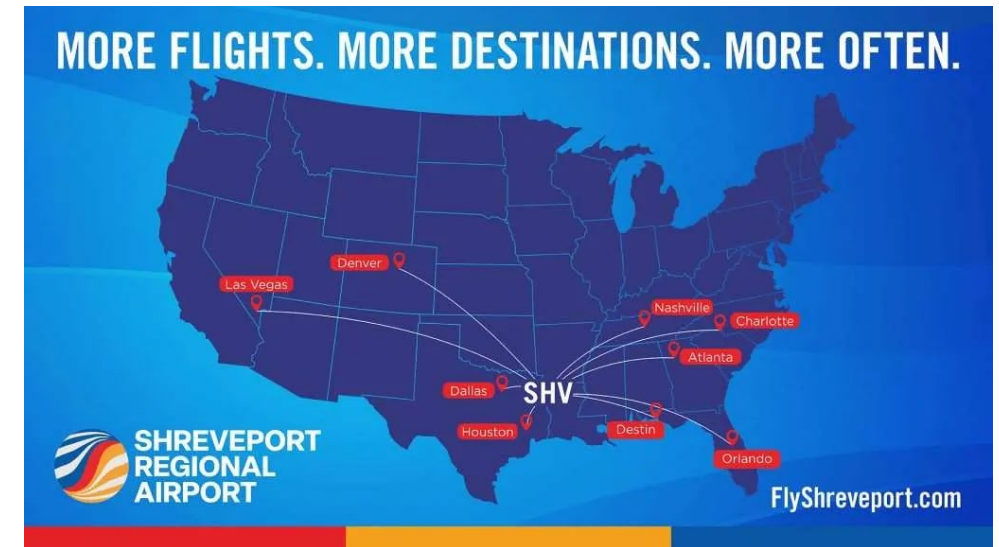 MORE FLIGHTS. MORE DESTINATIONS. MORE OFTEN.
Denver
Las Vegas
Nashville
Charlotte
Atlanta
Dallas
SHV
Houston
Destin
Orlando
SHREVEPORT
REGIONAL
AIRPORT
FlyShreveport.com